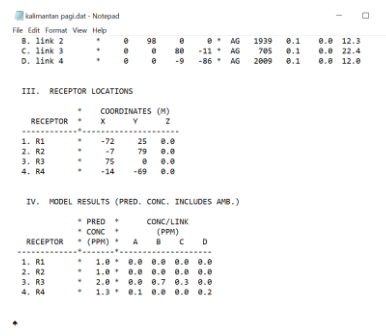 kalimantan pagi.dat - Notepad
File Edit Format View Help
B. link 2 * 0 98 0 0 * AG 1939 0.1 0.0 12.3
C. link 3 * 0 0 80 -11 * AG 705 0.1 0.0 22.4
D. link 4 * 0 0 -9 -86 * AG 2009 0.1 0.0 12.0
III. RECEPTOR LOCATIONS
* COORDINATES (M)
RECEPTOR * X Y Z
------------*---------------------
1. R1 * -72 25 0.0
2. R2 * -7 79 0.0
3. R3 * 75 0 0.0
4. R4 * -14 -69 0.0
IV. MODEL RESULTS (PRED. CONC. INCLUDES AMB.)
* PRED * CONC/LINK
* CONC * (PPM)
RECEPTOR * (PPM) * A B C D
------------*-------*--------------------
1. R1 * 1.0 * 0.0 0.0 0.0 0.0
2. R2 * 1.0 * 0.0 0.0 0.0 0.0
3. R3 * 2.0 * 0.0 0.7 0.3 0.0
4. R4 * 1.3 * 0.1 0.0 0.0 0.2